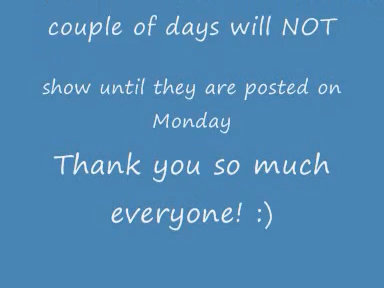 couple of days will NOT
show until they are posted on
Monday
Thank you so much
everyone! :)